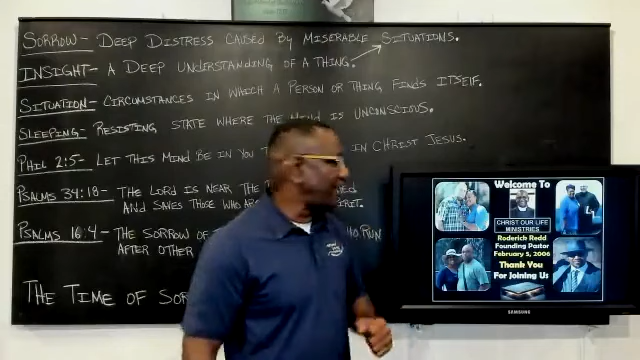 SORROW- DEEP DISTRESS CAUSED BY MISERABLE SITUATIONS.
INSIGHT- A DEEP UNDERSTANDING OF A THING.
SITUATION- CIRCUMSTANCES IN WHICH A PERSON OR THING FINDS ITSELF.
SLEEPING- RESISTING STATE WHERE THE MIND IS UNCONSCIOUS.
PHIL 2:5- LET THIS MIND BE IN YOU IN CHRIST JESUS.
PSALMS 34:18- THE LORD IS NEAR THE
AND SAVES THOSE WHO
PSALMS 16:4- THE SORROW OF RUN
AFTER OTHER
THE TIME OF
Welcome To
CHRIST OUR LIFE
MINISTRIES
Roderick Redd
Founding Pastor
February 5, 2006
Thank You
For Joining Us
SAMSUNG